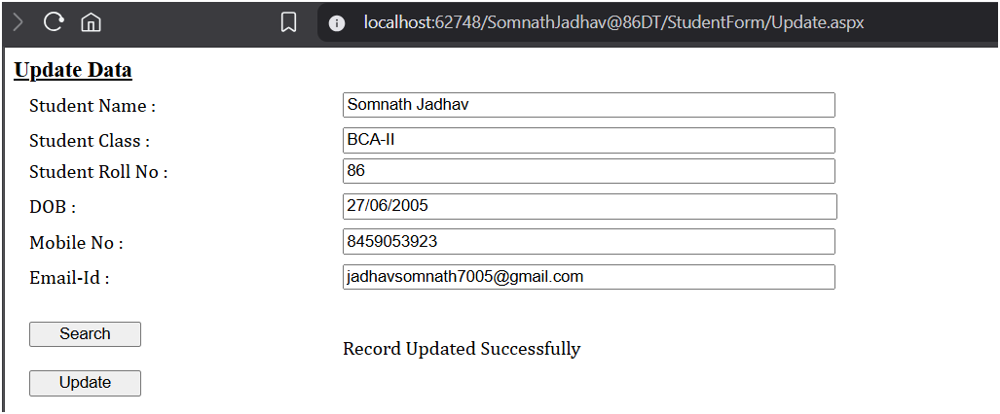 localhost:62748/SomnathJadhav@86DT/StudentForm/Update.aspx
Update Data
Student Name : Somnath Jadhav
Student Class : BCA-II
Student Roll No : 86
DOB : 27/06/2005
Mobile No : 8459053923
Email-Id : jadhavsomnath7005@gmail.com
Search
Record Updated Successfully
Update